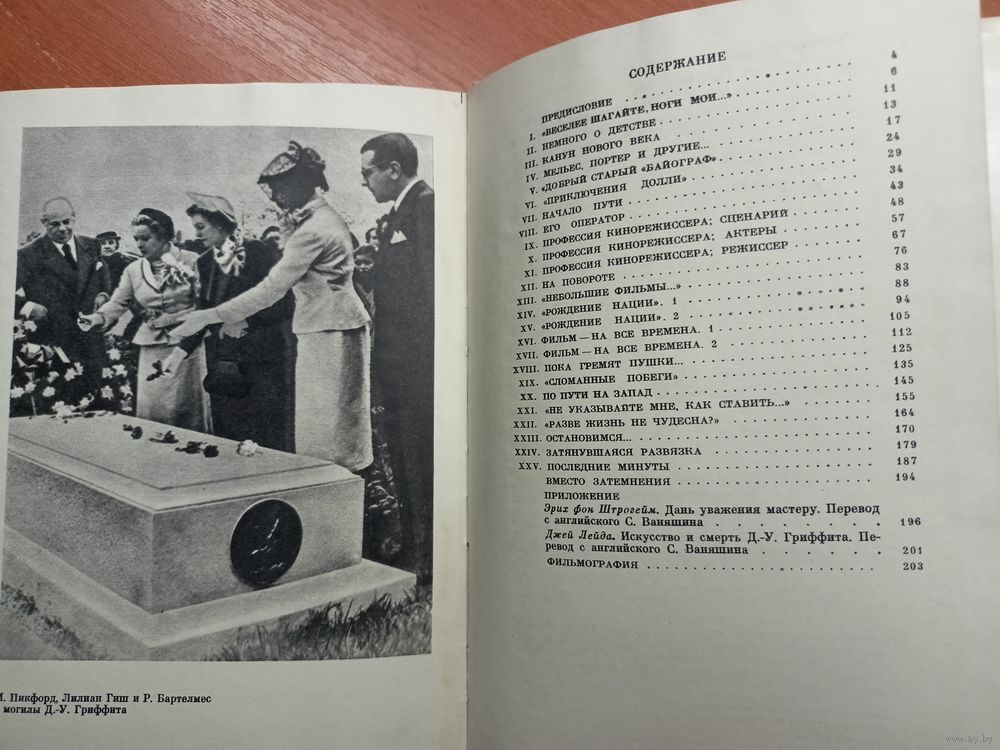 М. Пикфорд, Лилиан Гиш и Р. Бартелмес
могилы Д.-У. Гриффита
СОДЕРЖАНИЕ
ПРЕДИСЛОВИЕ 4
I. «ВЕСЕЛЕЕ ШАГАЙТЕ, НОГИ МОИ...» 6
II. НЕМНОГО О ДЕТСТВЕ 11
III. КАНУН НОВОГО ВЕКА 13
IV. МЕЛЬЕС, ПОРТЕР И ДРУГИЕ... 17
V. «ДОБРЫЙ СТАРЫЙ «БАЙОГРАФ» 24
VI. «ПРИКЛЮЧЕНИЯ ДОЛЛИ» 29
VII. НАЧАЛО ПУТИ 34
VIII. ЕГО ОПЕРАТОР 43
IX. ПРОФЕССИЯ КИНОРЕЖИССЕРА; СЦЕНАРИЙ 48
X. ПРОФЕССИЯ КИНОРЕЖИССЕРА; АКТЕРЫ 57
XI. ПРОФЕССИЯ КИНОРЕЖИССЕРА; РЕЖИССЕР 67
XII. НА ПОВОРОТЕ 76
XIII. «НЕБОЛЬШИЕ ФИЛЬМЫ...» 83
XIV. «РОЖДЕНИЕ НАЦИИ». 1 88
XV. «РОЖДЕНИЕ НАЦИИ». 2 94
XVI. ФИЛЬМ — НА ВСЕ ВРЕМЕНА. 1 105
XVII. ФИЛЬМ — НА ВСЕ ВРЕМЕНА. 2 112
XVIII. ПОКА ГРЕМЯТ ПУШКИ... 125
XIX. «СЛОМАННЫЕ ПОБЕГИ» 135
XX. ПО ПУТИ НА ЗАПАД 145
XXI. «НЕ УКАЗЫВАЙТЕ МНЕ, КАК СТАВИТЬ...» 155
XXII. «РАЗВЕ ЖИЗНЬ НЕ ЧУДЕСНА?» 164
XXIII. ОСТАНОВИМСЯ... 170
XXIV. ЗАТЯНУВШАЯСЯ РАЗВЯЗКА 179
XXV. ПОСЛЕДНИЕ МИНУТЫ 187
ВМЕСТО ЗАТЕМНЕНИЯ 194
ПРИЛОЖЕНИЕ
Эрих фон Штрогейм. Дань уважения мастеру. Перевод
с английского С. Ваняшина 196
Джей Лейда. Искусство и смерть Д.-У. Гриффита. Пе-
ревод с английского С. Ваняшина 201
ФИЛЬМОГРАФИЯ 203
www.ay.by